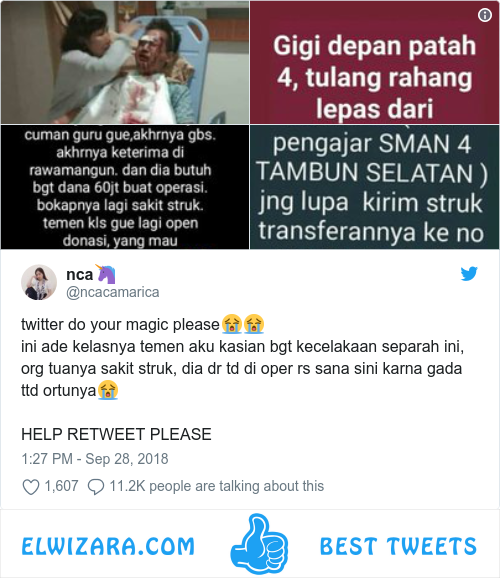 Gigi depan patah
4, tulang rahang
lepas dari
cuman guru gue,akhrnya gbs.
akhrnya keterima di
rawamangun. dan dia butuh
bgt dana 60jt buat operasi.
bokapnya lagi sakit struk.
temen kls gue lagi open
donasi, yang mau
pengajar SMAN 4
TAMBUN SELATAN )
jng lupa kirim struk
transferannya ke no
nca🦄
@ncacamarica
twitter do your magic please😭😭
ini ade kelasnya temen aku kasian bgt kecelakaan separah ini,
org tuanya sakit struk, dia dr td di oper rs sana sini karna gada
ttd ortunya😭
HELP RETWEET PLEASE
1:27 PM - Sep 28, 2018
1,607 11.2K people are talking about this
ELWIZARA.COM BEST TWEETS